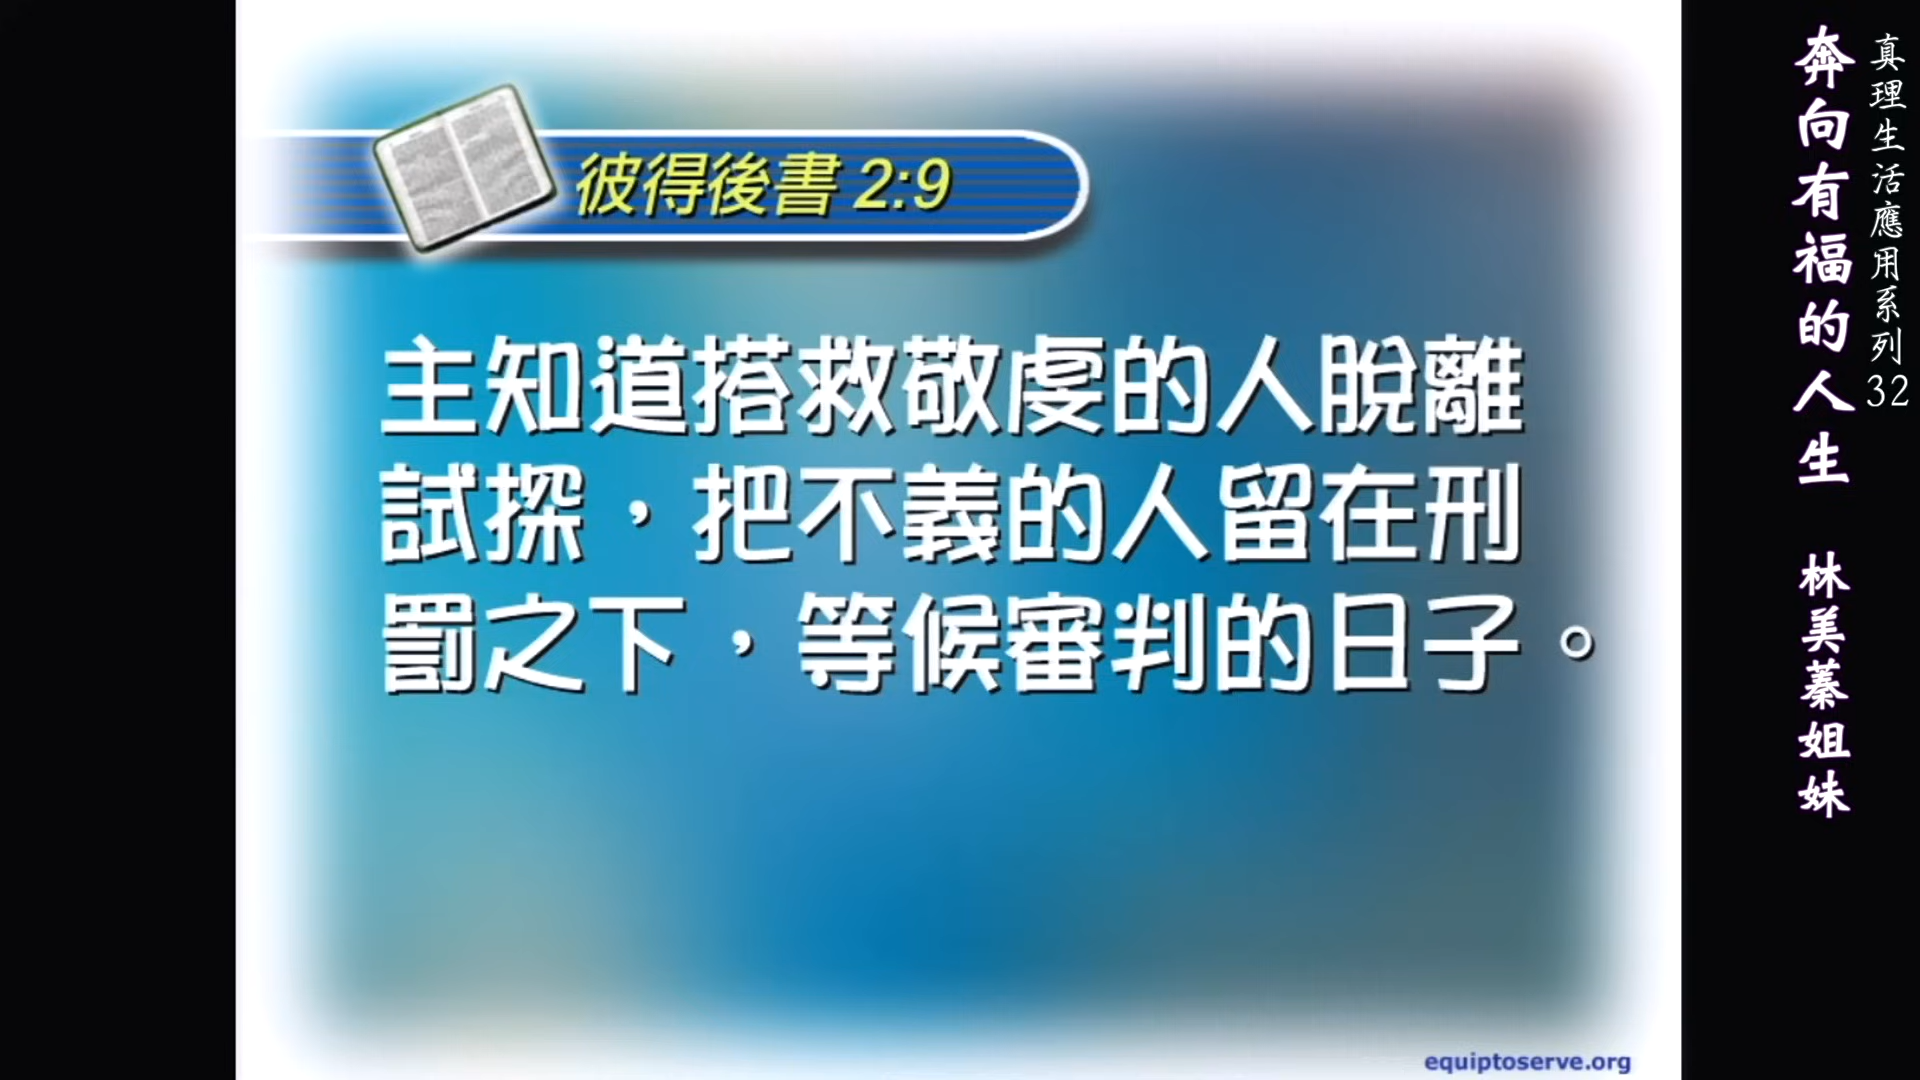 彼得後書 2:9
主知道搭救敬虔的人脫離
試探，把不義的人留在刑
罰之下，等候審判的日子。
equiptoserve.org
真理生活應用系列32
奔向有福的人生 林美蓁姐妹